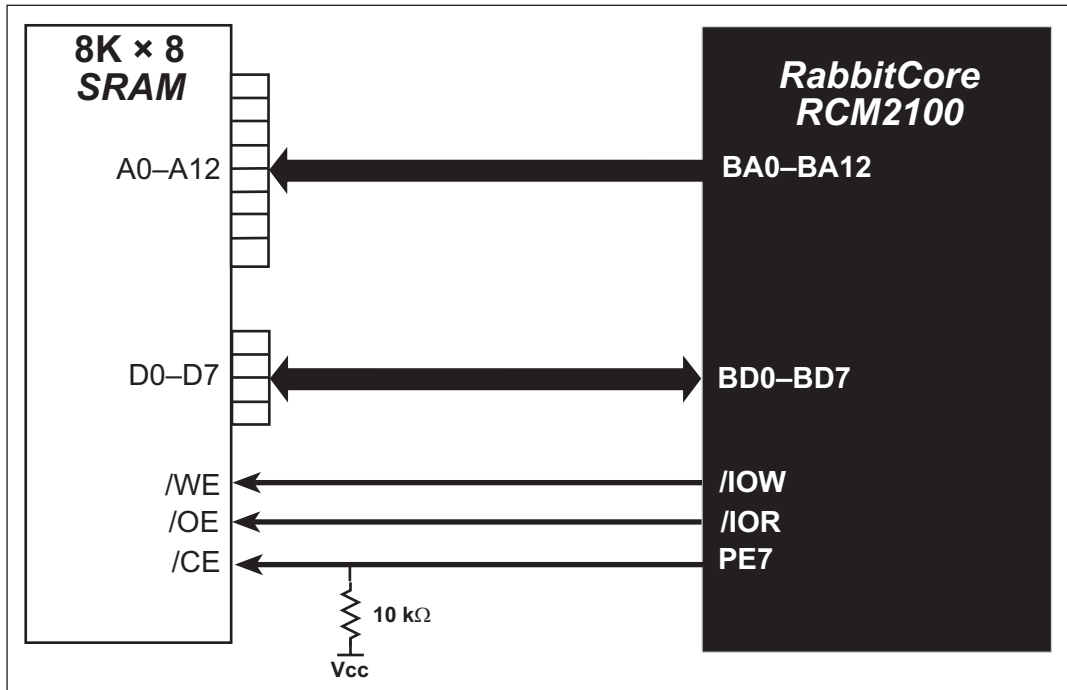 8K × 8
SRAM
RabbitCore
RCM2100
A0–A12
BA0–BA12
D0–D7
BD0–BD7
/WE
/IOW
/OE
/IOR
/CE
PE7
10 kΩ
Vcc